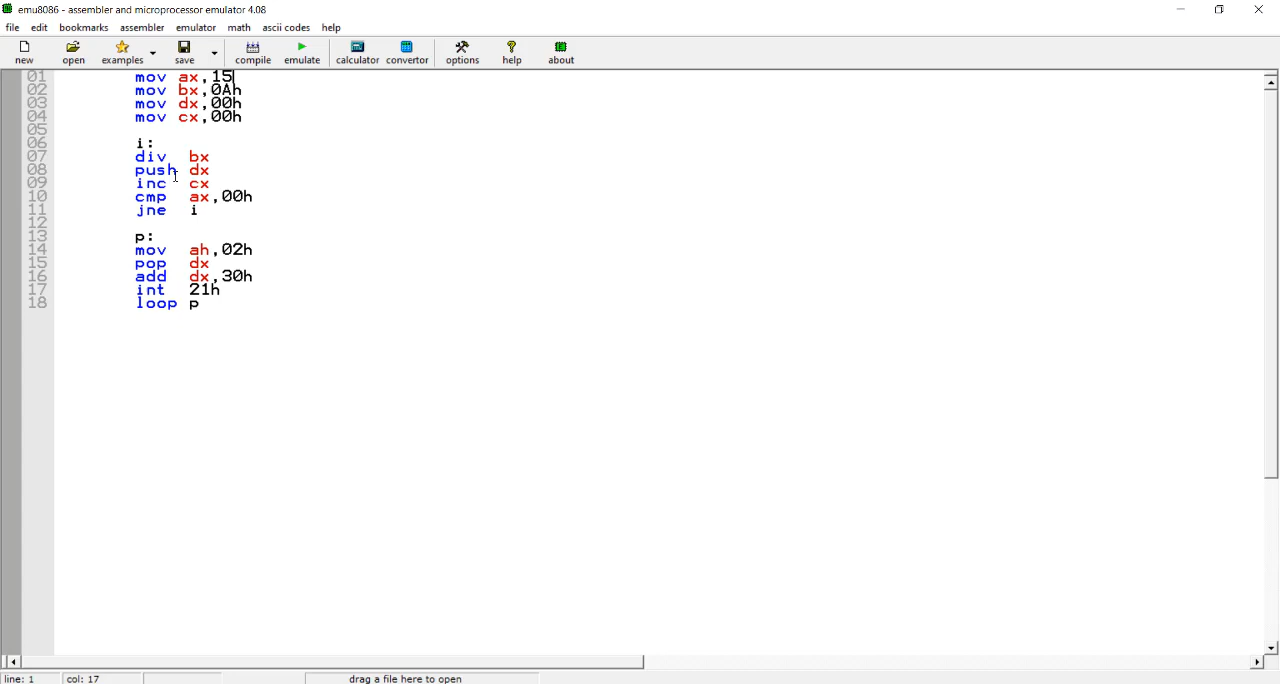 emu8086 - assembler and microprocessor emulator 4.08
file edit bookmarks assembler emulator math ascii codes help
new open examples save compile emulate calculator convertor options help about
01 mov ax,15
02 mov bx,0Ah
03 mov dx,00h
04 mov cx,00h
05
06 i:
07 div bx
08 push dx
09 inc cx
10 cmp ax,00h
11 jne i
12
13 p:
14 mov ah,02h
15 pop dx
16 add dx,30h
17 int 21h
18 loop p
line: 1 col: 17 drag a file here to open